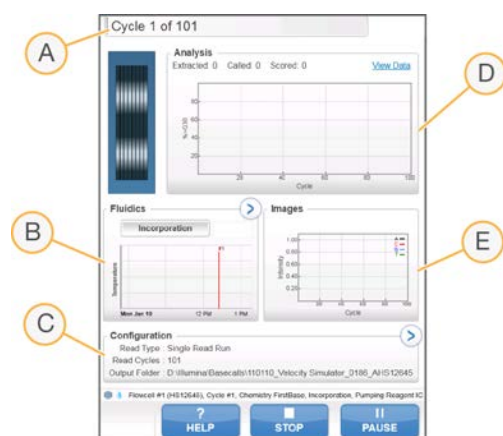 Cycle 1 of 101
A
Analysis
Extracted: 0 Called: 0 Scored: 0 View Data
D
%>=Q30
80
60
40
20
20 40 60 80 100
Cycle
Fluidics
Images
B
Incorporation
Temperature
#1
Mon Jan 10 12 PM 1 PM
E
Intensity
1.00
0.80
0.60
0.40
0.20
A
C
G
T
20 40 60 80 100
Cycle
C
Configuration
Read Type : Single Read Run
Read Cycles : 101
Output Folder : D:\Illumina\Basecalls\110110_Velocity Simulator_0186_AHS12645
Flowcell #1 (HS12645), Cycle #1, Chemistry FirstBase, Incorporation, Pumping Reagent IC
?
HELP
STOP
PAUSE